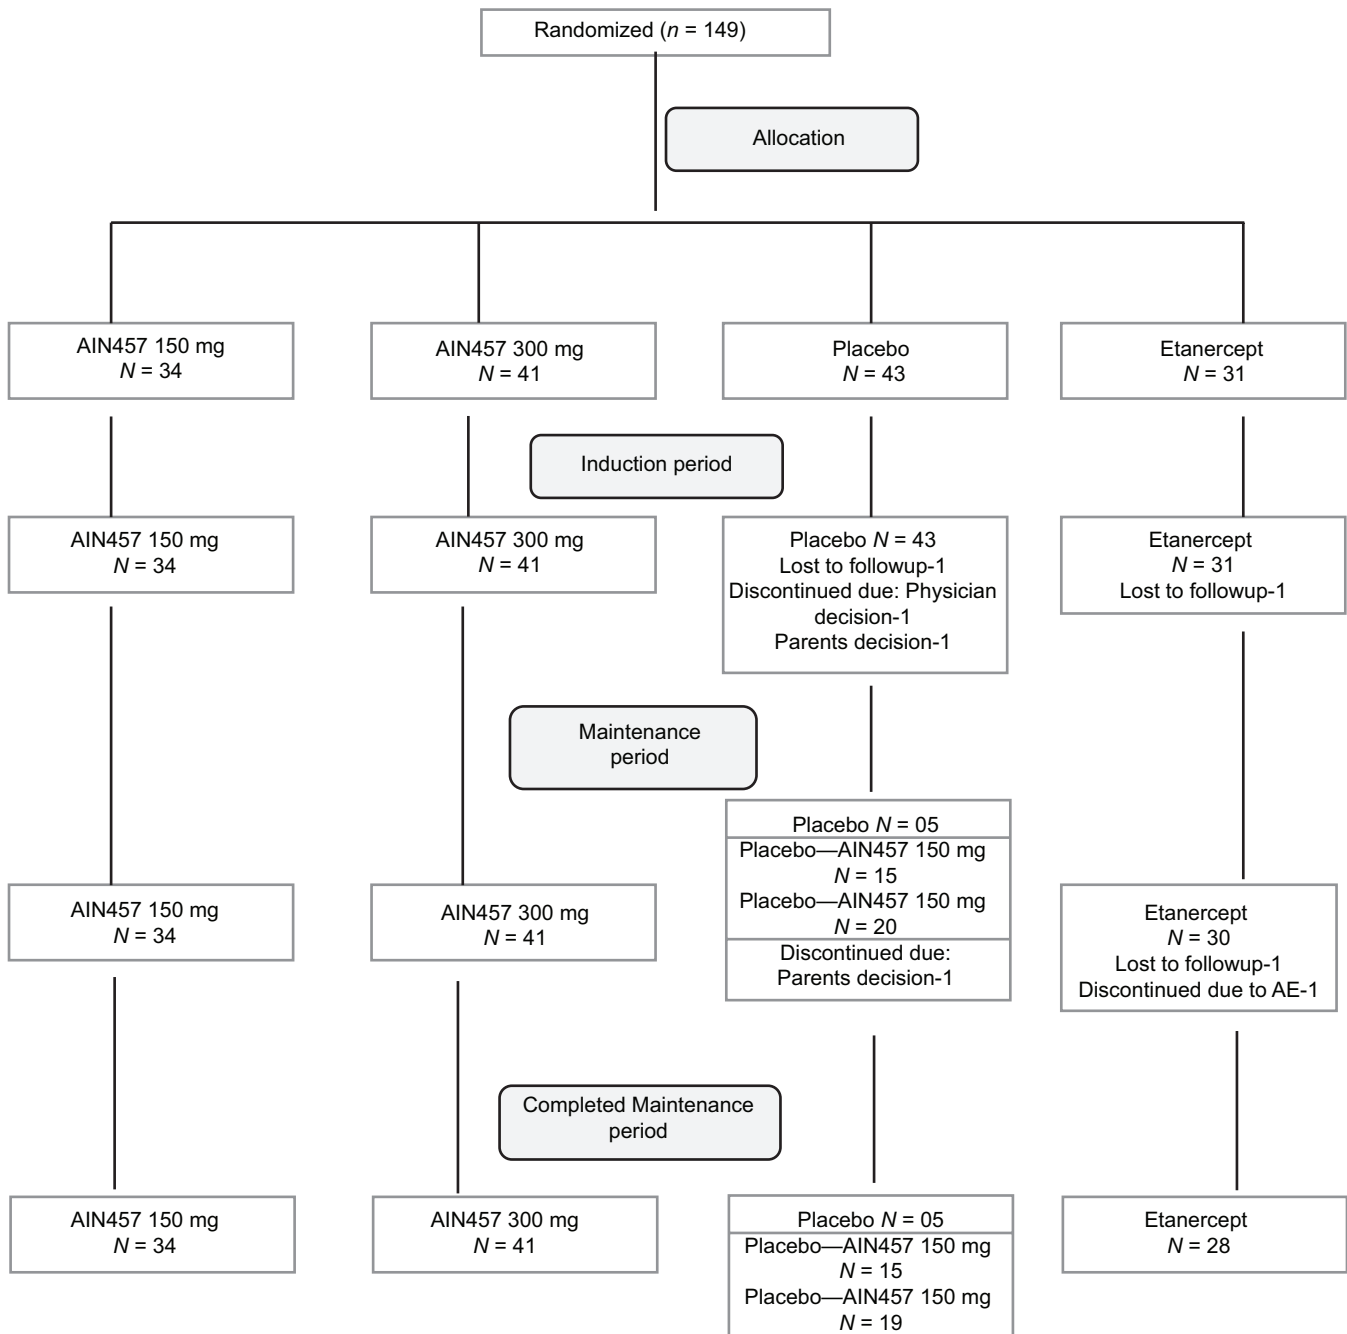 Randomized (n = 149)
Allocation
AIN457 150 mg
N = 34
AIN457 300 mg
N = 41
Placebo
N = 43
Etanercept
N = 31
Induction period
AIN457 150 mg
N = 34
AIN457 300 mg
N = 41
Placebo N = 43
Lost to followup-1
Discontinued due: Physician
decision-1
Parents decision-1
Etanercept
N = 31
Lost to followup-1
Maintenance
period
AIN457 150 mg
N = 34
AIN457 300 mg
N = 41
Placebo N = 05
Placebo—AIN457 150 mg
N = 15
Placebo—AIN457 150 mg
N = 20
Discontinued due:
Parents decision-1
Etanercept
N = 30
Lost to followup-1
Discontinued due to AE-1
Completed Maintenance
period
AIN457 150 mg
N = 34
AIN457 300 mg
N = 41
Placebo N = 05
Placebo—AIN457 150 mg
N = 15
Placebo—AIN457 150 mg
N = 19
Etanercept
N = 28